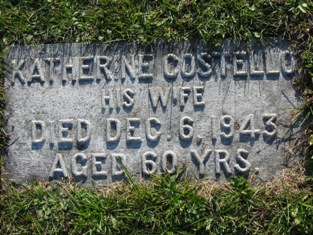 KATHERINE COSTELLO
HIS WIFE
DIED DEC 6, 1943
AGED 60 YRS.